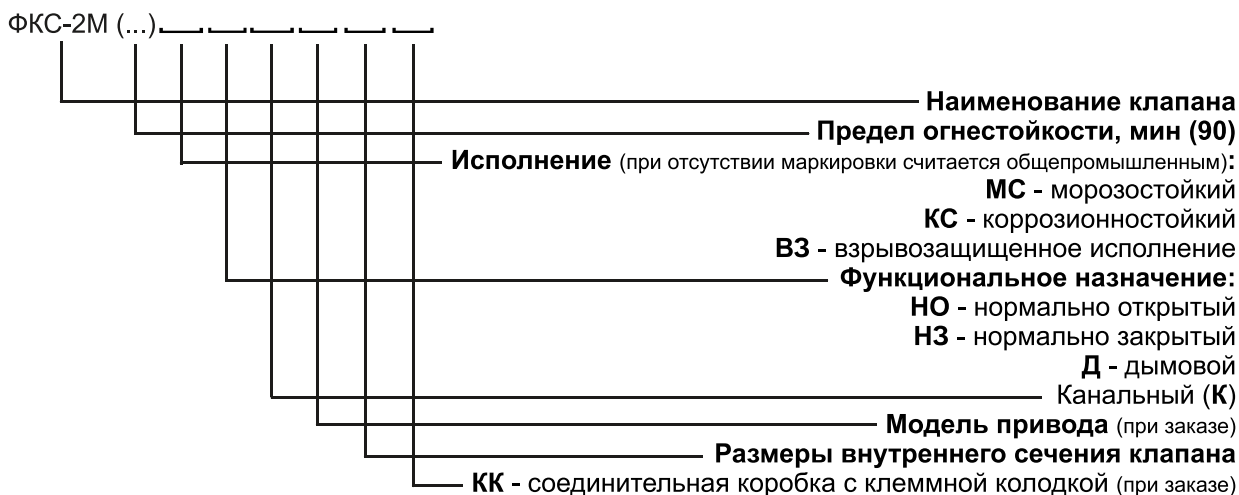 ФКС-2М (...)
Наименование клапана
Предел огнестойкости, мин (90)
Исполнение (при отсутствии маркировки считается общепромышленным):
МС - морозостойкий
КС - коррозионностойкий
ВЗ - взрывозащищенное исполнение
Функциональное назначение:
НО - нормально открытый
НЗ - нормально закрытый
Д - дымовой
Канальный (К)
Модель привода (при заказе)
Размеры внутреннего сечения клапана
КК - соединительная коробка с клеммной колодкой (при заказе)